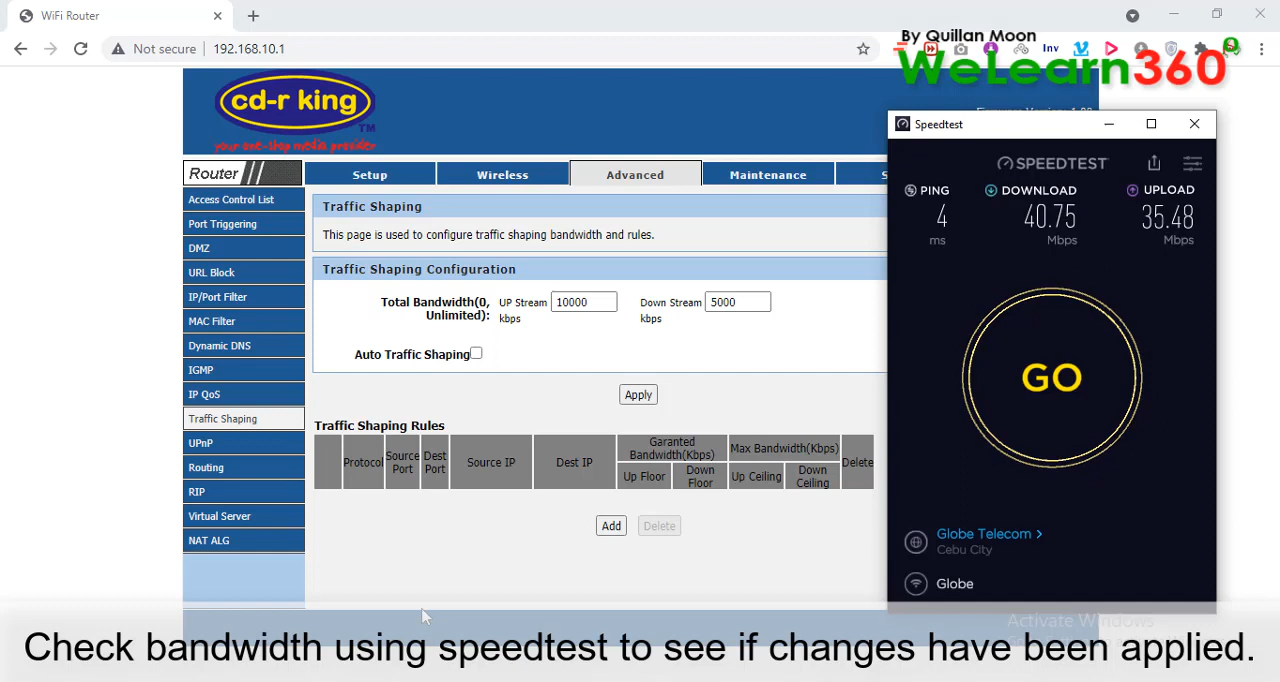 WiFi Router
Not secure
192.168.10.1
Inv
By Quillan Moon
WeLearn360
cd-r king
TM
your one-shop media provider
Router
Setup
Wireless
Advanced
Maintenance
S
Access Control List
Port Triggering
DMZ
URL Block
IP/Port Filter
MAC Filter
Dynamic DNS
IGMP
IP QoS
Traffic Shaping
UPnP
Routing
RIP
Virtual Server
NAT ALG
Traffic Shaping
This page is used to configure traffic shaping bandwidth and rules.
Traffic Shaping Configuration
Total Bandwidth(0,
Unlimited):
UP Stream 10000
kbps
Down Stream 5000
kbps
Auto Traffic Shaping
Apply
Traffic Shaping Rules
Protocol
Source
Port
Dest
Port
Source IP
Dest IP
Garanted
Bandwidth(Kbps)
Up Floor
Down
Floor
Max Bandwidth(Kbps)
Up Ceiling
Down
Ceiling
Delete
Add
Delete
Speedtest
SPEEDTEST
PING
4
ms
DOWNLOAD
40.75
Mbps
UPLOAD
35.48
Mbps
GO
Globe Telecom >
Cebu City
Globe
Activate Windows
Check bandwidth using speedtest to see if changes have been applied.